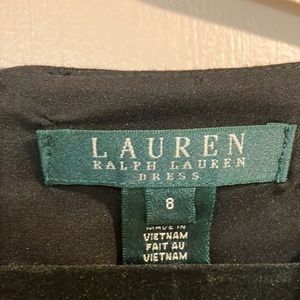 LAUREN
RALPH LAUREN
DRESS
8
MADE IN
VIETNAM
FAIT AU
VIETNAM